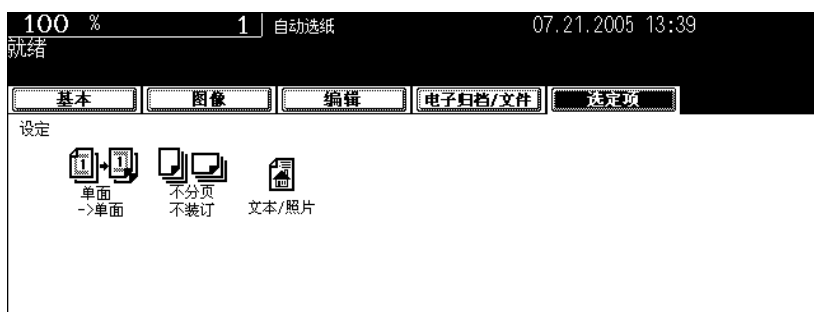 100 % 1 自动选纸 07.21.2005 13:39
就绪
基本 图像 编辑 电子归档/文件 选定项
设定
1 1
单面 不分页 文本/照片
->单面 不装订